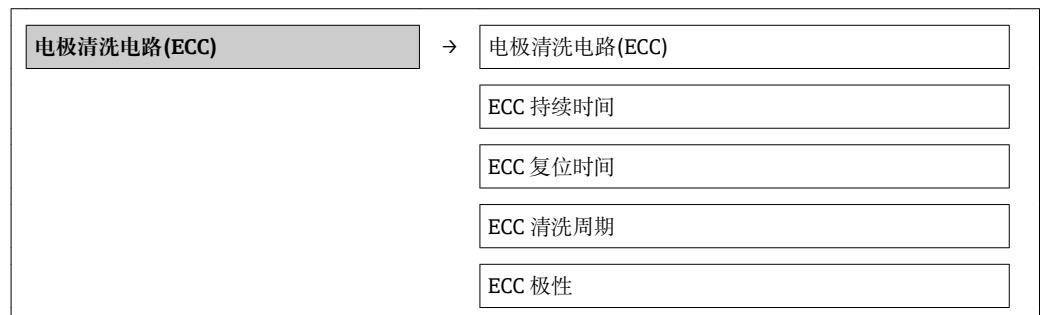 电极清洗电路(ECC) → 电极清洗电路(ECC)
ECC 持续时间
ECC 复位时间
ECC 清洗周期
ECC 极性